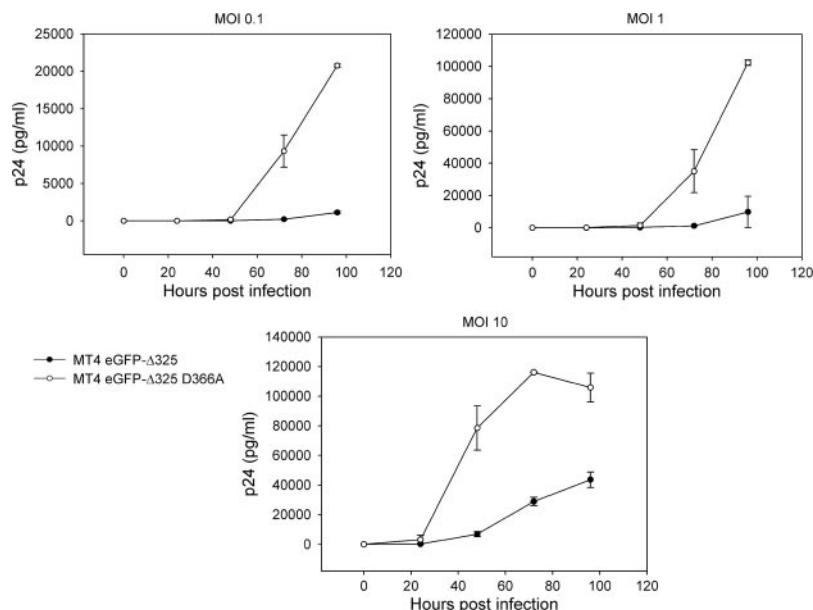 MOI 0.1
25000
20000
15000
10000
5000
0
p24 (pg/ml)
0 20 40 60 80 100 120
Hours post infection
MOI 1
120000
100000
80000
60000
40000
20000
0
p24 (pg/ml)
0 20 40 60 80 100 120
Hours post infection
MT4 eGFP-Δ325
MT4 eGFP-Δ325 D366A
MOI 10
140000
120000
100000
80000
60000
40000
20000
0
p24 (pg/ml)
0 20 40 60 80 100 120
Hours post infection